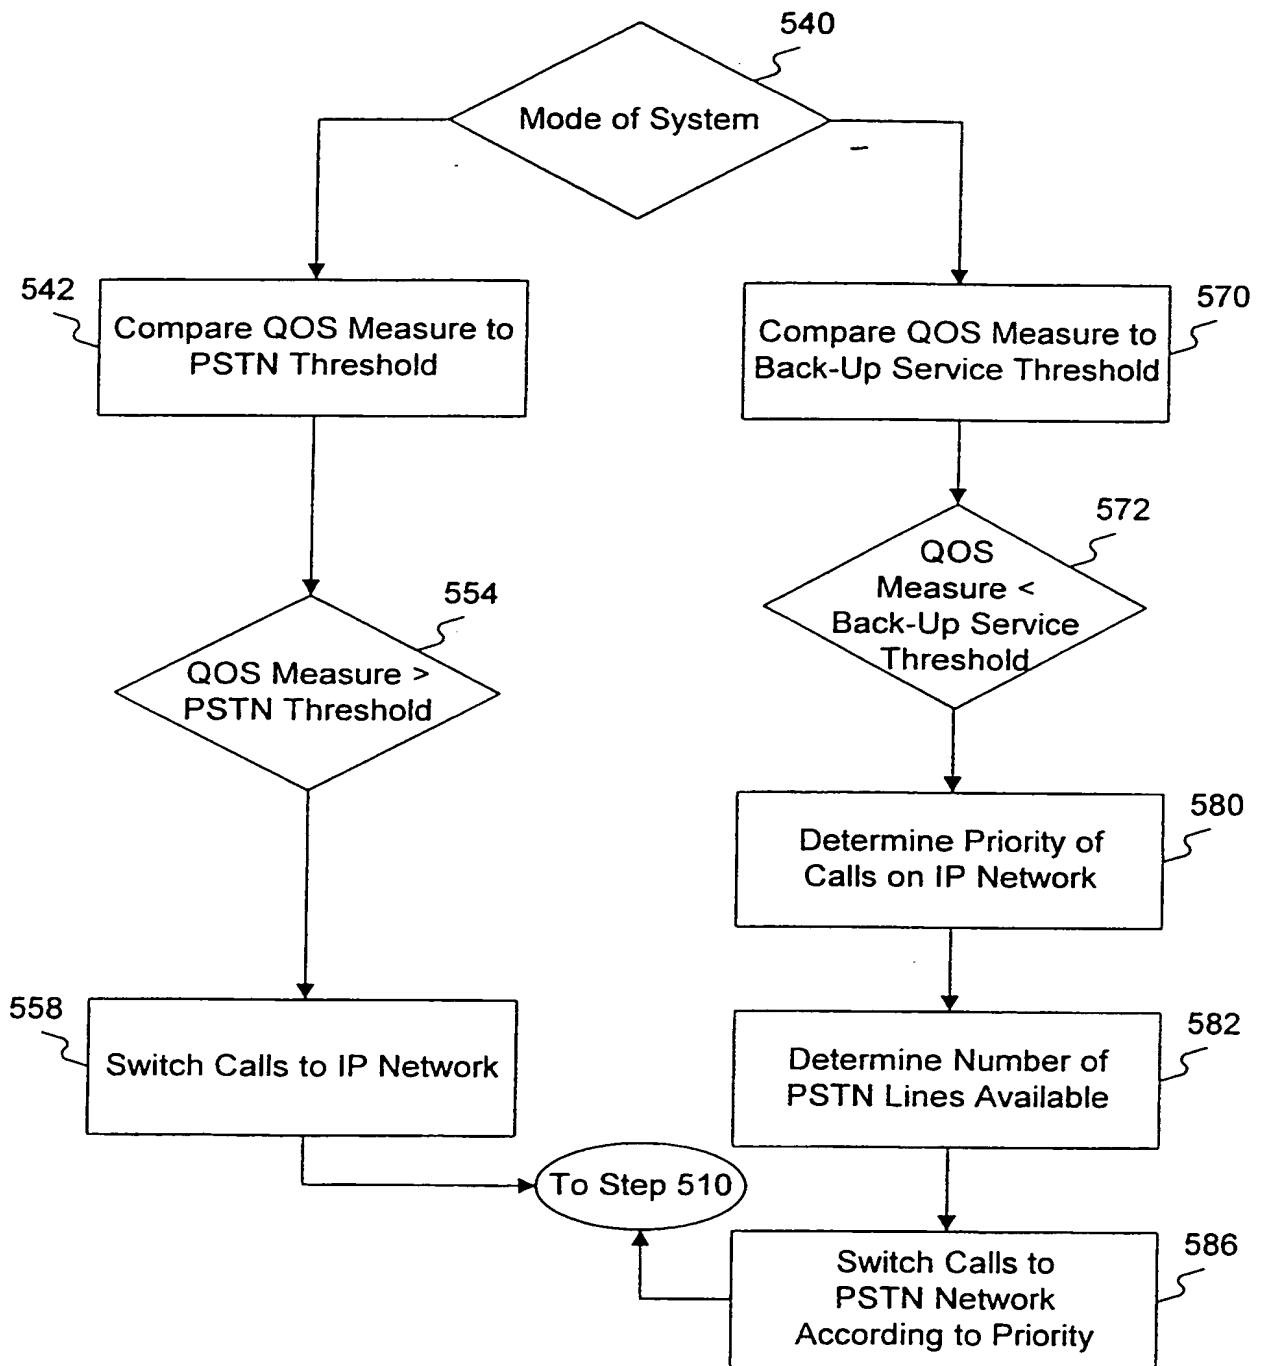 540
Mode of System
542
Compare QOS Measure to
PSTN Threshold
570
Compare QOS Measure to
Back-Up Service Threshold
554
QOS Measure >
PSTN Threshold
572
QOS
Measure <
Back-Up Service
Threshold
580
Determine Priority of
Calls on IP Network
558
Switch Calls to IP Network
582
Determine Number of
PSTN Lines Available
To Step 510
586
Switch Calls to
PSTN Network
According to Priority